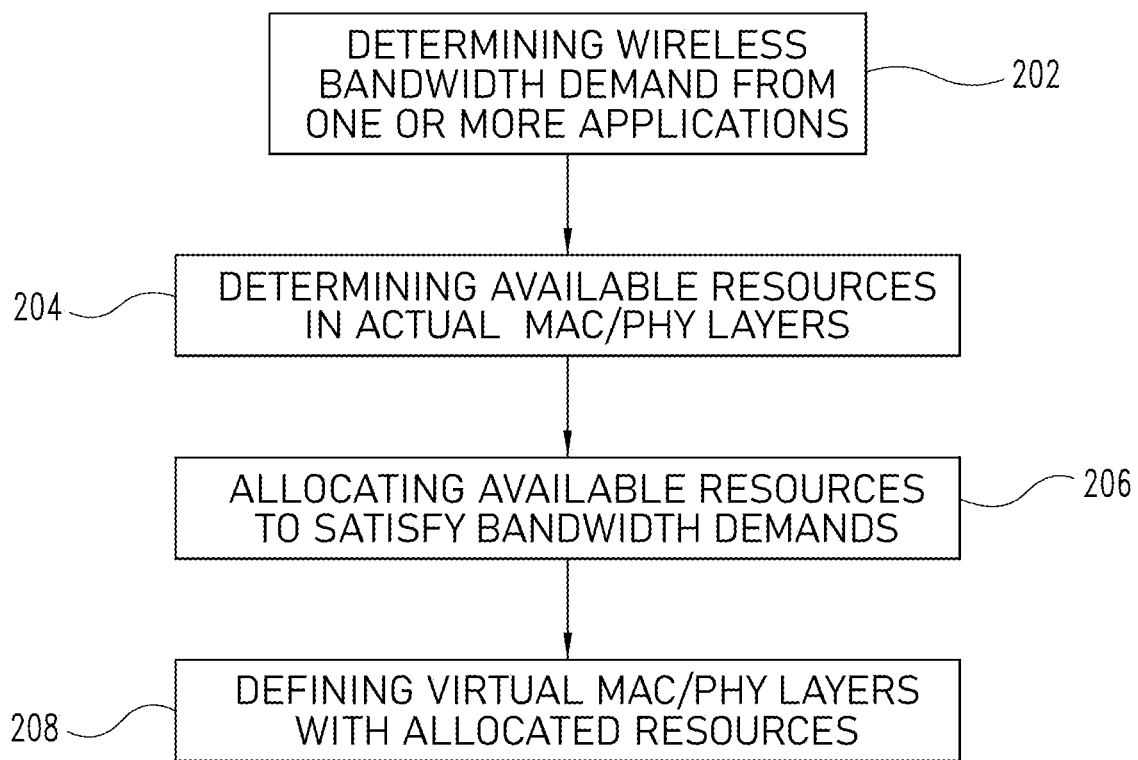 DETERMINING WIRELESS
BANDWIDTH DEMAND FROM
ONE OR MORE APPLICATIONS
202
DETERMINING AVAILABLE RESOURCES
IN ACTUAL MAC/PHY LAYERS
204
ALLOCATING AVAILABLE RESOURCES
TO SATISFY BANDWIDTH DEMANDS
206
DEFINING VIRTUAL MAC/PHY LAYERS
WITH ALLOCATED RESOURCES
208